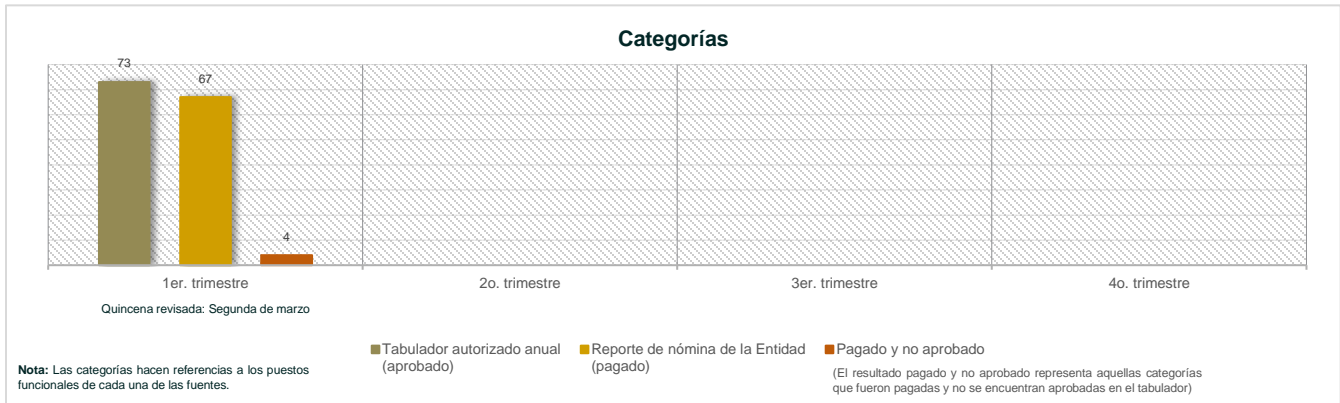 Categorías
73
67
4
1er. trimestre
2o. trimestre
3er. trimestre
4o. trimestre
Quincena revisada: Segunda de marzo
Tabulador autorizado anual
(aprobado)
Reporte de nómina de la Entidad
(pagado)
Pagado y no aprobado
(El resultado pagado y no aprobado representa aquellas categorías
que fueron pagadas y no se encuentran aprobadas en el tabulador)
Nota: Las categorías hacen referencias a los puestos
funcionales de cada una de las fuentes.